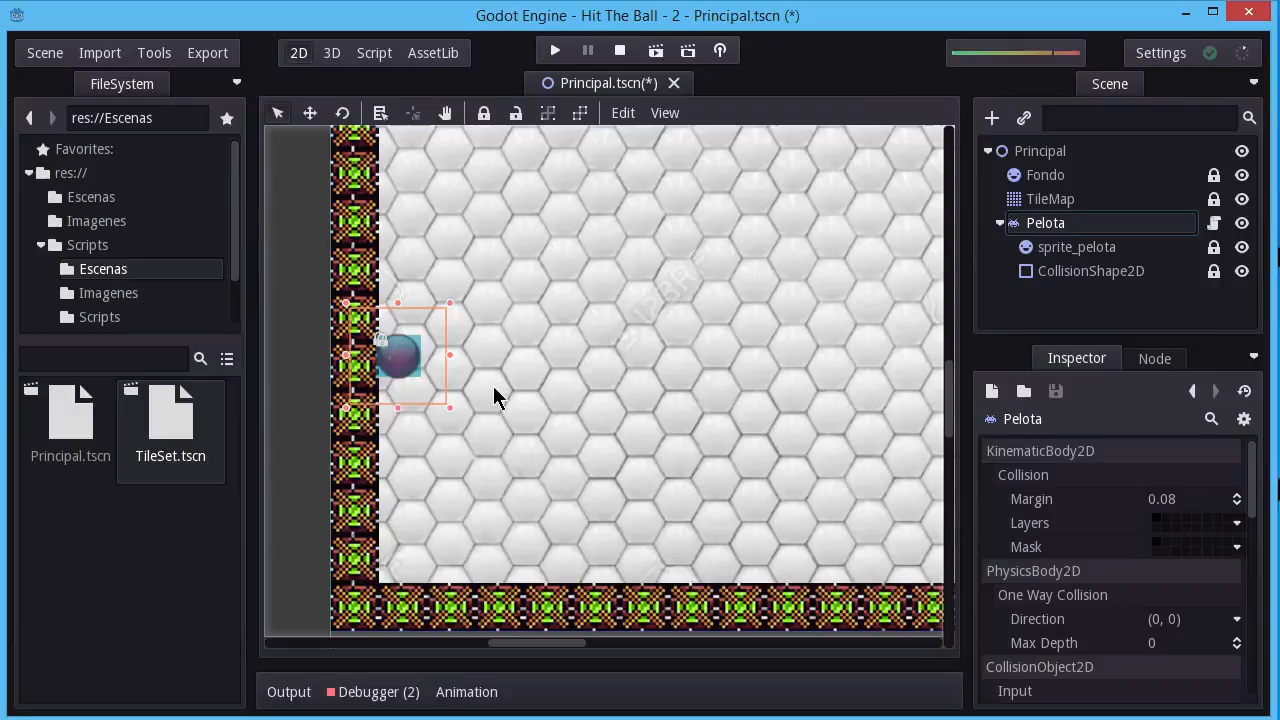 Godot Engine - Hit The Ball - 2 - Principal.tscn (*)
Scene Import Tools Export
2D 3D Script AssetLib
Settings
FileSystem
Principal.tscn(*)
Scene
res://Escenas
Edit View
Favorites:
res://
Escenas
Imagenes
Scripts
Escenas
Imagenes
Scripts
Principal.tscn
TileSet.tscn
Principal
Fondo
TileMap
Pelota
sprite_pelota
CollisionShape2D
Inspector Node
Pelota
KinematicBody2D
Collision
Margin 0.08
Layers
Mask
PhysicsBody2D
One Way Collision
Direction (0, 0)
Max Depth 0
CollisionObject2D
Input
Output Debugger (2) Animation